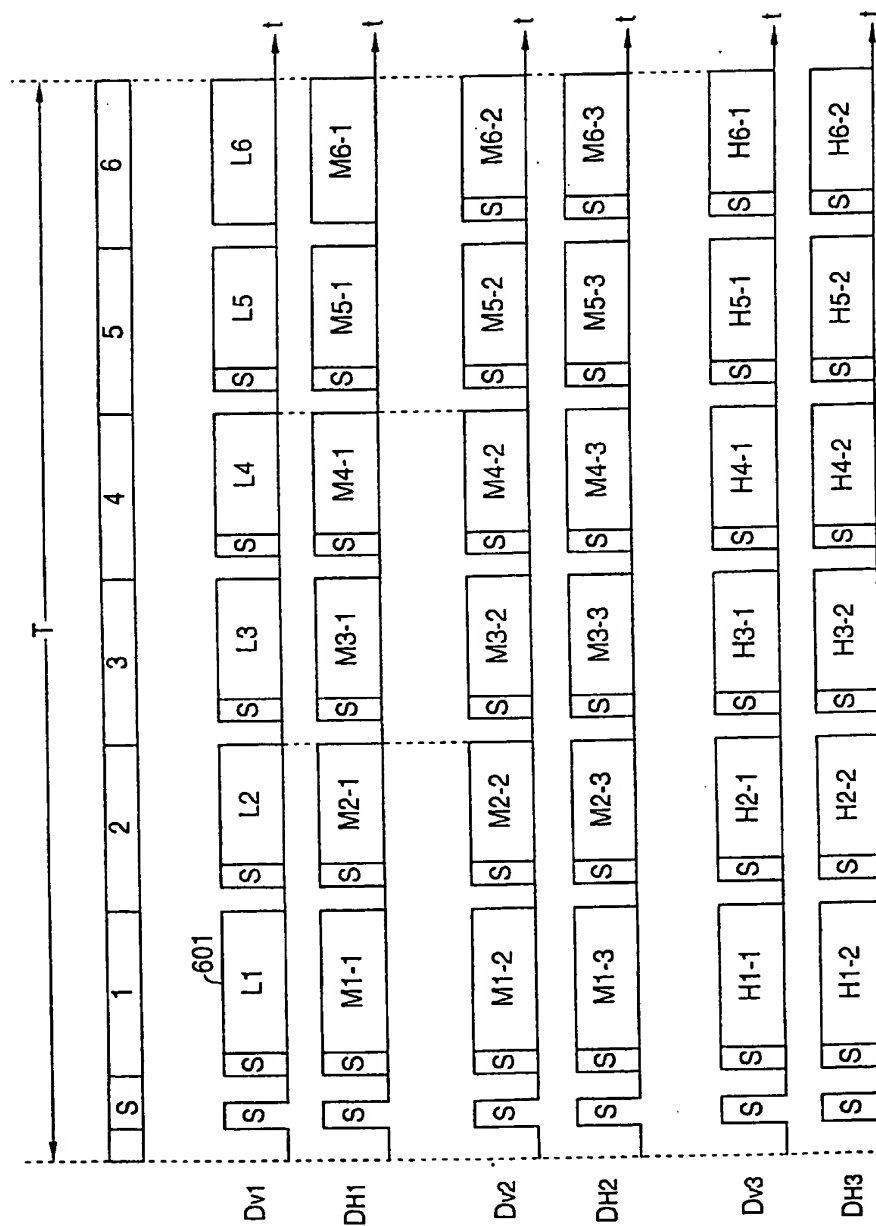 T
S 1 2 3 4 5 6
601
Dv1 S S L1 S L2 S L3 S L4 S L5 L6 t
DH1 S S M1-1 S M2-1 S M3-1 S M4-1 S M5-1 M6-1 t
Dv2 S S M1-2 S M2-2 S M3-2 S M4-2 S M5-2 S M6-2 t
DH2 S S M1-3 S M2-3 S M3-3 S M4-3 S M5-3 S M6-3 t
Dv3 S S H1-1 S H2-1 S H3-1 S H4-1 S H5-1 S H6-1 t
DH3 S S H1-2 S H2-2 S H3-2 S H4-2 S H5-2 S H6-2 t